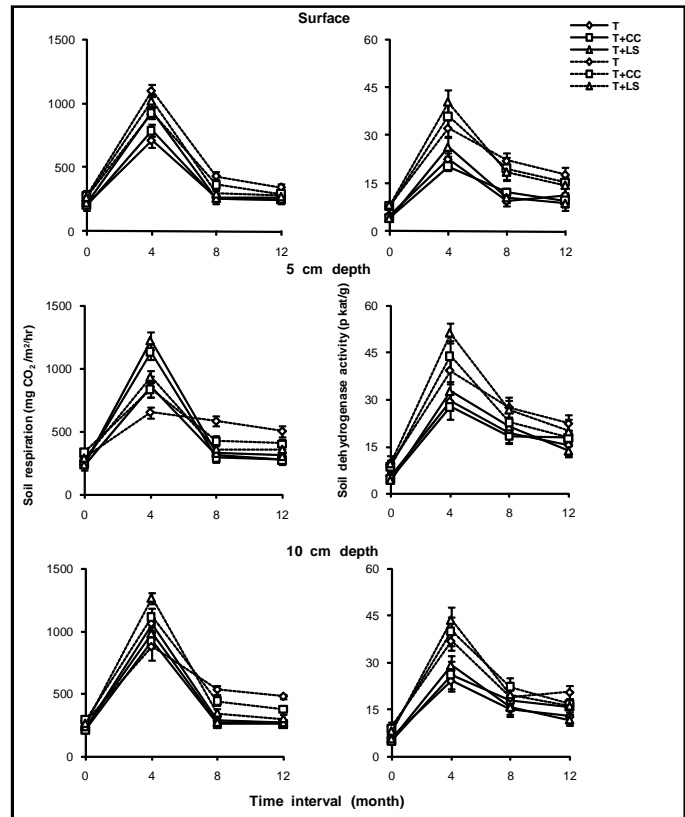 Surface
T
T+CC
T+LS
T
T+CC
T+LS
1500
1000
500
0
0 4 8 12
60
45
30
15
0
0 4 8 12
5 cm depth
Soil respiration (mg CO2/m²/hr)
1500
1000
500
0
0 4 8 12
Soil dehydrogenase activity (p kat/g)
60
45
30
15
0
0 4 8 12
10 cm depth
1500
1000
500
0
0 4 8 12
60
45
30
15
0
0 4 8 12
Time interval (month)